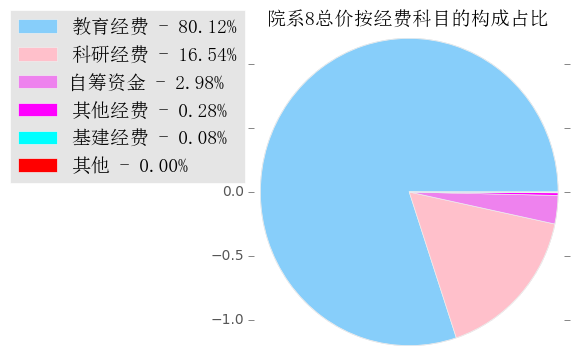 院系8总价按经费科目的构成占比
教育经费 - 80.12%
科研经费 - 16.54%
自筹资金 - 2.98%
其他经费 - 0.28%
基建经费 - 0.08%
其他 - 0.00%
0.0
−0.5
−1.0